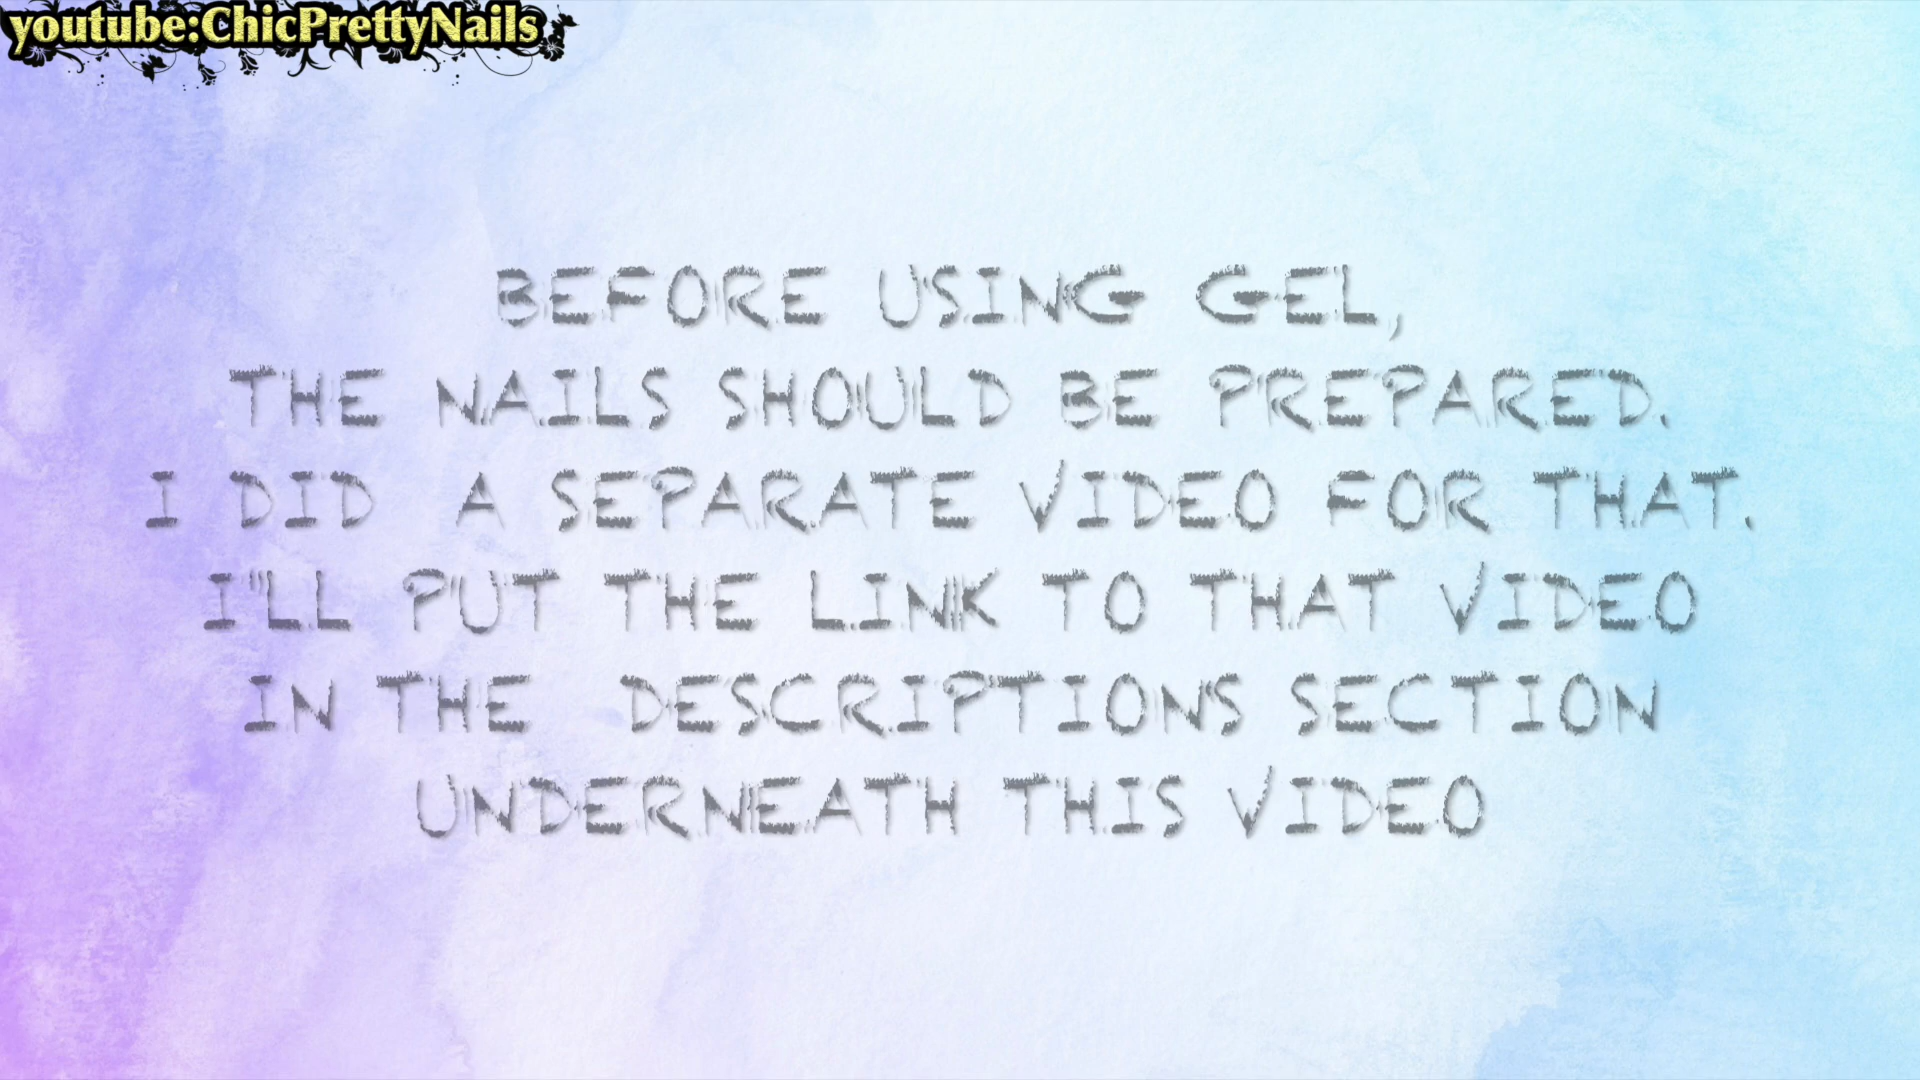 youtube:ChicPrettyNails
BEFORE USING GEL,
THE NAILS SHOULD BE PREPARED.
I DID A SEPARATE VIDEO FOR THAT.
I'LL PUT THE LINK TO THAT VIDEO
IN THE DESCRIPTIONS SECTION
UNDERNEATH THIS VIDEO